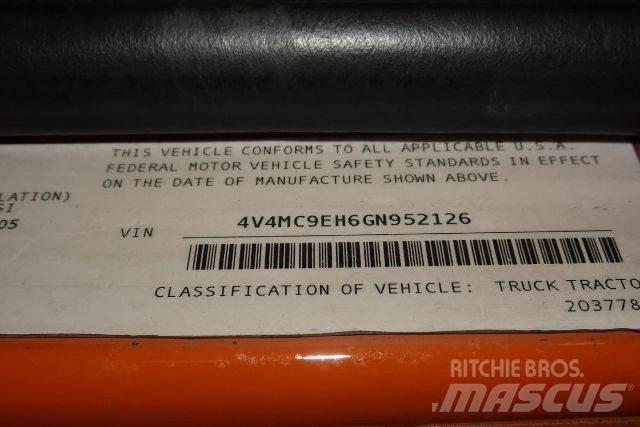 THIS VEHICLE CONFORMS TO ALL APPLICABLE U.S.A.
FEDERAL MOTOR VEHICLE SAFETY STANDARDS IN EFFECT
ON THE DATE OF MANUFACTURE SHOWN ABOVE.
LATION)
SI
05
VIN 4V4MC9EH6GN952126
CLASSIFICATION OF VEHICLE: TRUCK TRACTO
203778
RITCHIE BROS.
MASCUS